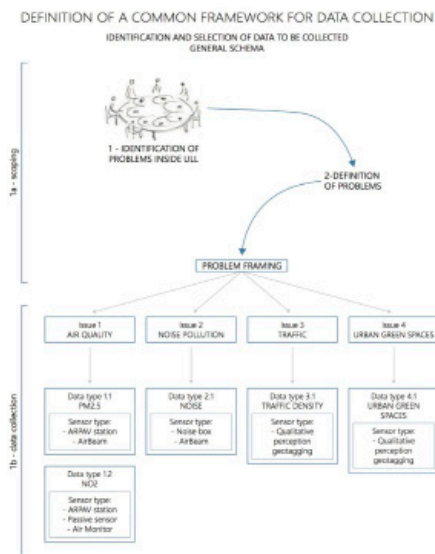 DEFINITION OF A COMMON FRAMEWORK FOR DATA COLLECTION
IDENTIFICATION AND SELECTION OF DATA TO BE COLLECTED
GENERAL SCHEMA
1a - scoping
1 - IDENTIFICATION OF
PROBLEMS INSIDE ULL
2-DEFINITION
OF PROBLEMS
PROBLEM FRAMING
1b - data collection
Issue 1
AIR QUALITY
Issue 2
NOISE POLLUTION
Issue 3
TRAFFIC
Issue 4
URBAN GREEN SPACES
Data type 1.1
PM2.5
Sensor type:
- ARPAV station
- AirBeam
Data type 2.1
NOISE
Sensor type:
- Noise box
- AirBeam
Data type 3.1
TRAFFIC DENSITY
Sensor type:
- Qualitative
perception
geotagging
Data type 4.1
URBAN GREEN
SPACES
Sensor type:
- Qualitative
perception
geotagging
Data type 1.2
NO2
Sensor type:
- ARPAV station
- Passive sensor
- Air Monitor